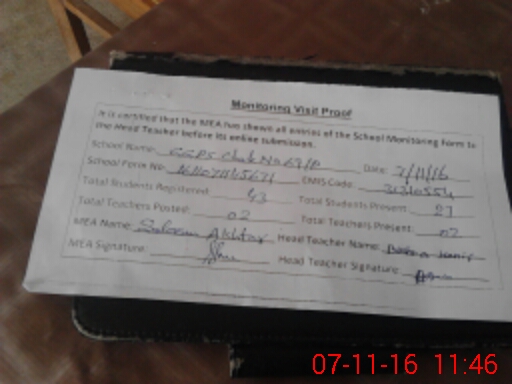 Monitoring Visit Proof
It is certified that the MEA has shown all entries of the School Monitoring Form to
the Head Teacher before its online submission.
School Name: GGPS Chak No 69/P Date: 7/11/16
School Form No. EMIS Code:
Total Students Registered: 43 Total Students Present: 27
Total Teachers Posted: 02 Total Teachers Present: 02
MEA Name: Saleem Akhtar Head Teacher Name:
MEA Signature: Head Teacher Signature:
07-11-16 11:46